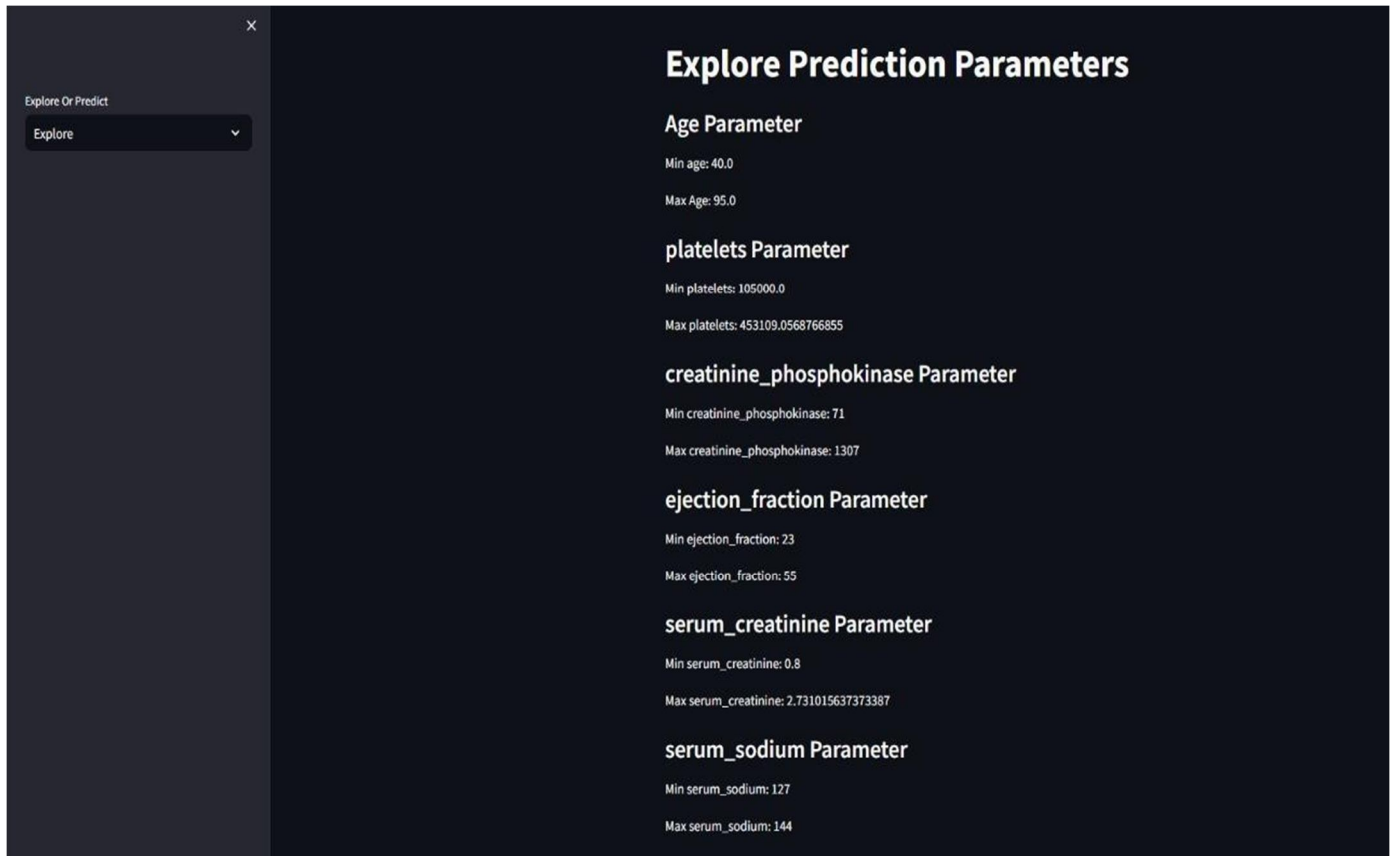 Explore Or Predict
Explore
Explore Prediction Parameters
Age Parameter
Min age: 40.0
Max Age: 95.0
platelets Parameter
Min platelets: 105000.0
Max platelets: 453109.0568766855
creatinine_phosphokinase Parameter
Min creatinine_phosphokinase: 71
Max creatinine_phosphokinase: 1307
ejection_fraction Parameter
Min ejection_fraction: 23
Max ejection_fraction: 55
serum_creatinine Parameter
Min serum_creatinine: 0.8
Max serum_creatinine: 2.731015637373387
serum_sodium Parameter
Min serum_sodium: 127
Max serum_sodium: 144